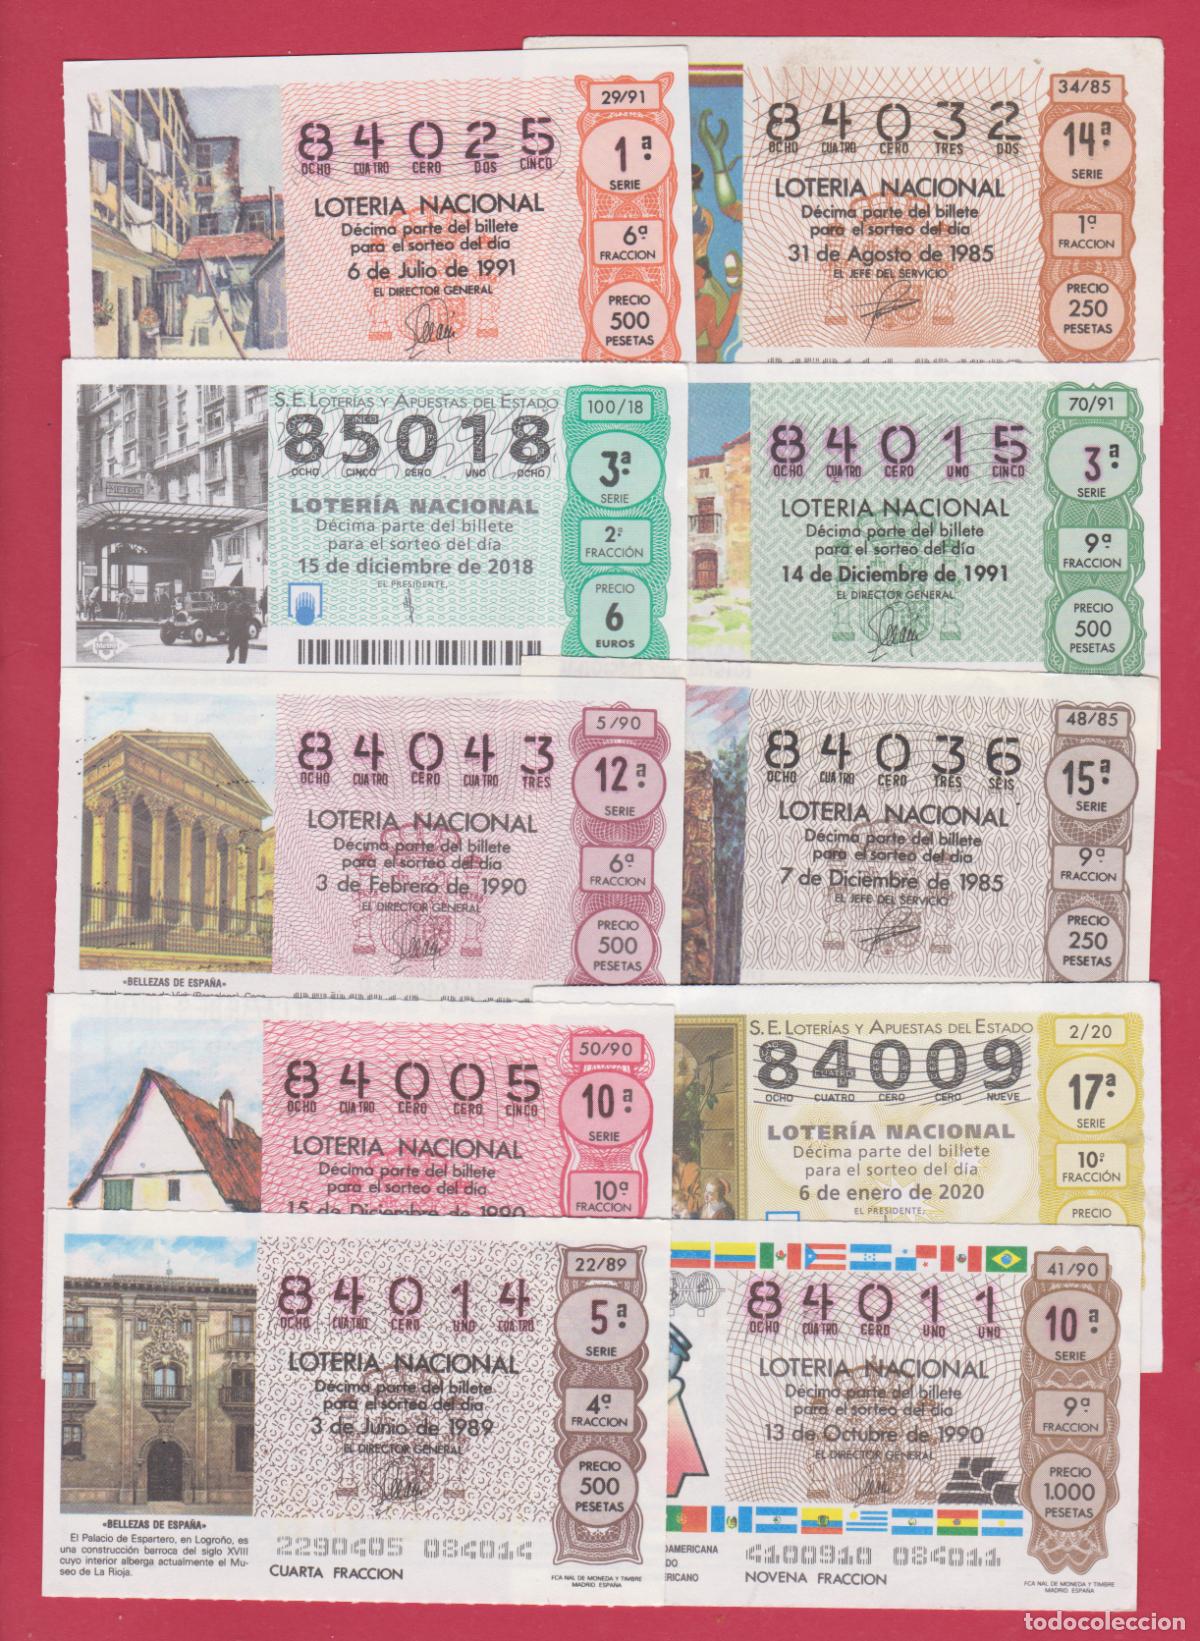 29/91
84025
OCHO CUATRO CERO DOS CINCO
1ª
SERIE
LOTERIA NACIONAL
Décima parte del billete
para el sorteo del día
6 de Julio de 1991
EL DIRECTOR GENERAL
6ª
FRACCION
PRECIO
500
PESETAS
34/85
84032
OCHO CUATRO CERO TRES DOS
14ª
SERIE
LOTERIA NACIONAL
Décima parte del billete
para el sorteo del día
31 de Agosto de 1985
EL JEFE DEL SERVICIO
1ª
FRACCION
PRECIO
250
PESETAS
S.E. LOTERÍAS Y APUESTAS DEL ESTADO
100/18
85018
OCHO CINCO CERO UNO OCHO
3ª
SERIE
LOTERÍA NACIONAL
Décima parte del billete
para el sorteo del día
15 de diciembre de 2018
EL PRESIDENTE,
2ª
FRACCIÓN
PRECIO
6
EUROS
METRO
Metro
70/91
84015
OCHO CUATRO CERO UNO CINCO
3ª
SERIE
LOTERIA NACIONAL
Décima parte del billete
para el sorteo del día
14 de Diciembre de 1991
EL DIRECTOR GENERAL
9ª
FRACCION
PRECIO
500
PESETAS
5/90
84043
OCHO CUATRO CERO CUATRO TRES
12ª
SERIE
LOTERIA NACIONAL
Décima parte del billete
para el sorteo del día
3 de Febrero de 1990
EL DIRECTOR GENERAL
6ª
FRACCION
PRECIO
500
PESETAS
«BELLEZAS DE ESPAÑA»
48/85
84036
OCHO CUATRO CERO TRES SEIS
15ª
SERIE
LOTERIA NACIONAL
Décima parte del billete
para el sorteo del día
7 de Diciembre de 1985
EL JEFE DEL SERVICIO
9ª
FRACCION
PRECIO
250
PESETAS
50/90
84005
OCHO CUATRO CERO CERO CINCO
10ª
SERIE
LOTERIA NACIONAL
Décima parte del billete
para el sorteo del día
15 de Diciembre de 1990
10ª
FRACCION
S.E. LOTERÍAS Y APUESTAS DEL ESTADO
2/20
84009
OCHO CUATRO CERO CERO NUEVE
17ª
SERIE
LOTERÍA NACIONAL
Décima parte del billete
para el sorteo del día
6 de enero de 2020
EL PRESIDENTE,
10ª
FRACCIÓN
PRECIO
22/89
84014
OCHO CUATRO CERO UNO CUATRO
5ª
SERIE
LOTERIA NACIONAL
Décima parte del billete
para el sorteo del día
3 de Junio de 1989
EL DIRECTOR GENERAL
4ª
FRACCION
PRECIO
500
PESETAS
«BELLEZAS DE ESPAÑA»
El Palacio de Espartero, en Logroño, es
una construcción barroca del siglo XVIII
cuyo interior alberga actualmente el Mu-
seo de La Rioja.
2290405 084014
CUARTA FRACCION
FCA NAL DE MONEDA Y TIMBRE
MADRID ESPAÑA
41/90
84011
OCHO CUATRO CERO UNO UNO
10ª
SERIE
LOTERIA NACIONAL
Décima parte del billete
para el sorteo del día
13 de Octubre de 1990
EL DIRECTOR GENERAL
9ª
FRACCION
PRECIO
1.000
PESETAS
OAMERICANA
DO
ERICANO
4100910 084011
NOVENA FRACCION
FCA NAL DE MONEDA Y TIMBRE
MADRID ESPAÑA
todocoleccion